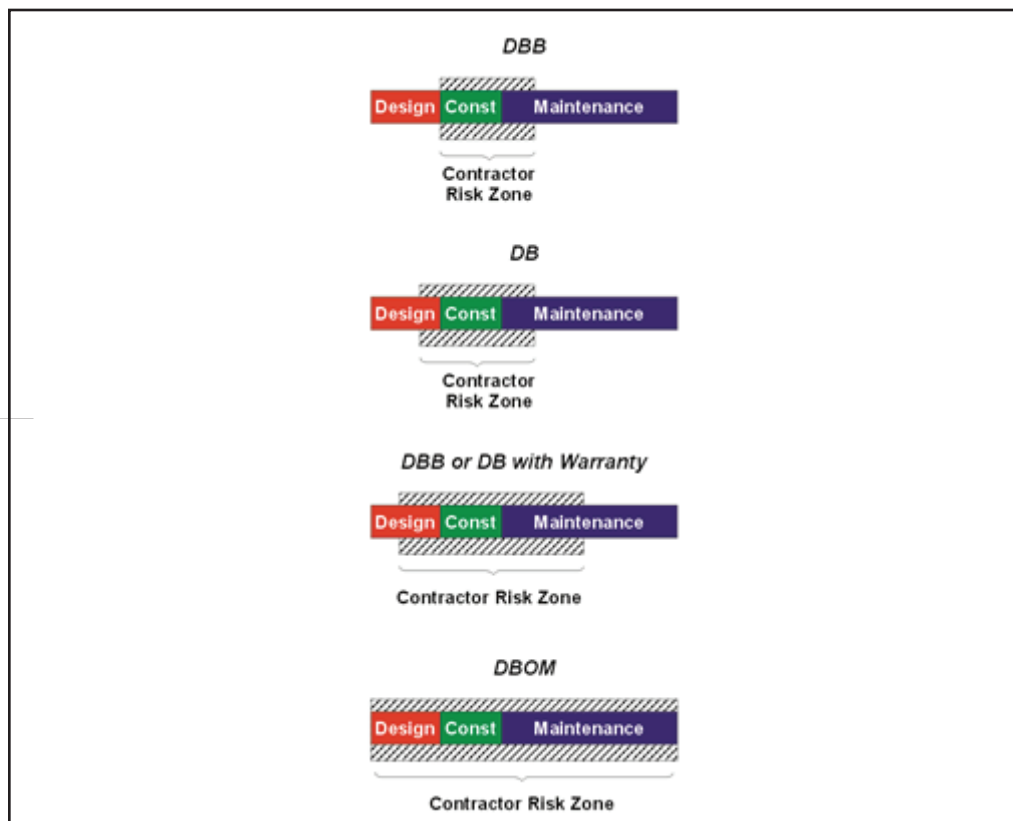 DBB
Design Const Maintenance
Contractor
Risk Zone
DB
Design Const Maintenance
Contractor
Risk Zone
DBB or DB with Warranty
Design Const Maintenance
Contractor Risk Zone
DBOM
Design Const Maintenance
Contractor Risk Zone